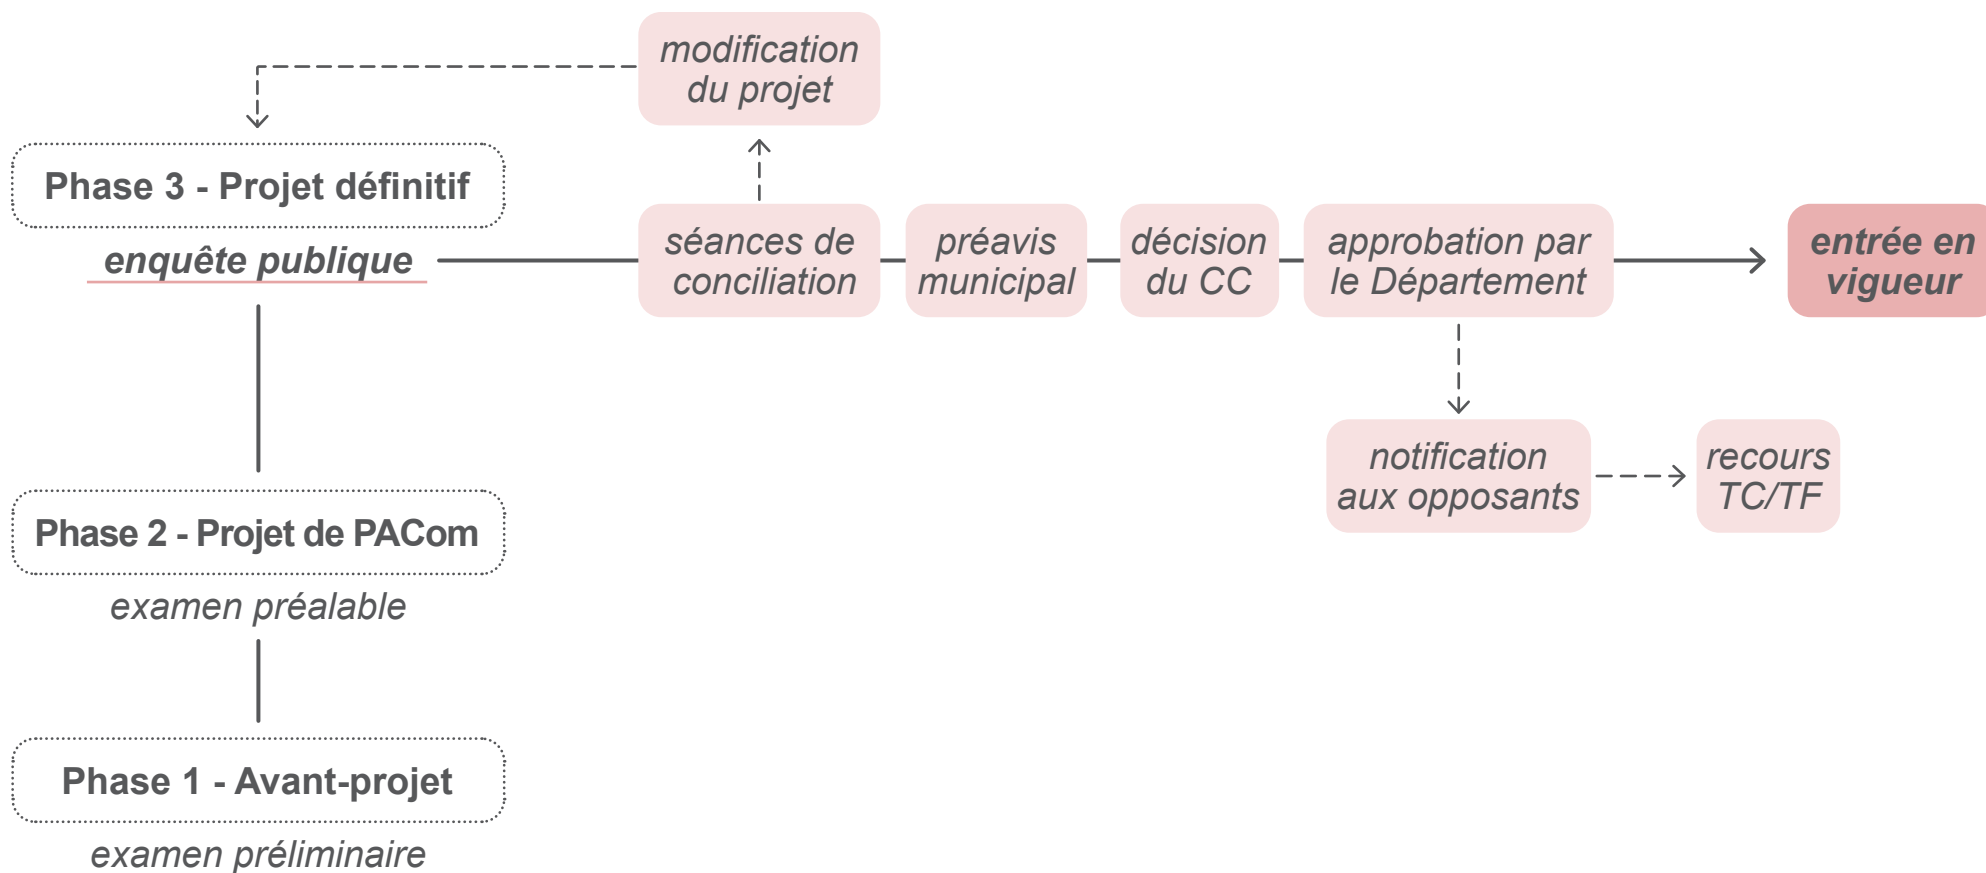 modification
du projet
Phase 3 - Projet définitif
enquête publique
séances de
conciliation
préavis
municipal
décision
du CC
approbation par
le Département
entrée en
vigueur
notification
aux opposants
recours
TC/TF
Phase 2 - Projet de PACom
examen préalable
Phase 1 - Avant-projet
examen préliminaire